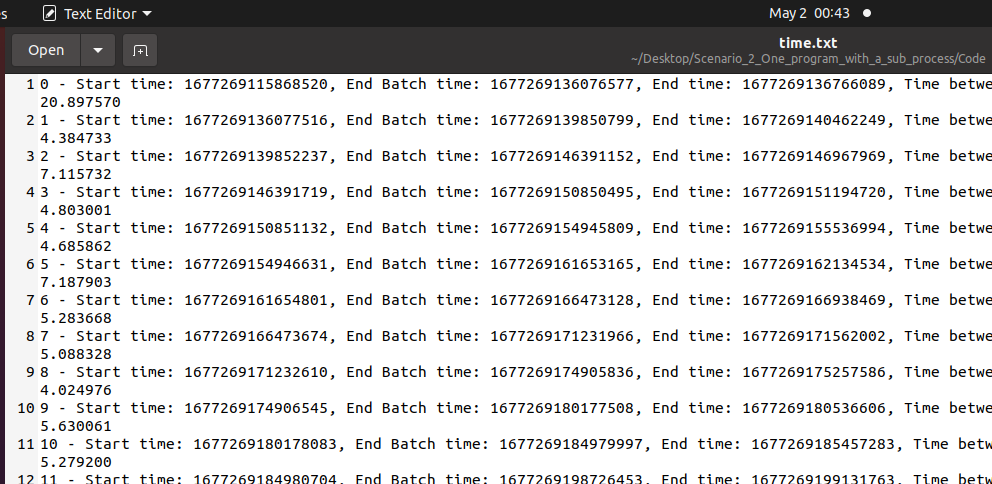 s Text Editor May 2 00:43
Open time.txt
~/Desktop/Scenario_2_One_program_with_a_sub_process/Code
1 0 - Start time: 1677269115868520, End Batch time: 1677269136076577, End time: 1677269136766089, Time betwe
20.897570
2 1 - Start time: 1677269136077516, End Batch time: 1677269139850799, End time: 1677269140462249, Time betwe
4.384733
3 2 - Start time: 1677269139852237, End Batch time: 1677269146391152, End time: 1677269146967969, Time betwe
7.115732
4 3 - Start time: 1677269146391719, End Batch time: 1677269150850495, End time: 1677269151194720, Time betwe
4.803001
5 4 - Start time: 1677269150851132, End Batch time: 1677269154945809, End time: 1677269155536994, Time betwe
4.685862
6 5 - Start time: 1677269154946631, End Batch time: 1677269161653165, End time: 1677269162134534, Time betwe
7.187903
7 6 - Start time: 1677269161654801, End Batch time: 1677269166473128, End time: 1677269166938469, Time betwe
5.283668
8 7 - Start time: 1677269166473674, End Batch time: 1677269171231966, End time: 1677269171562002, Time betwe
5.088328
9 8 - Start time: 1677269171232610, End Batch time: 1677269174905836, End time: 1677269175257586, Time betwe
4.024976
10 9 - Start time: 1677269174906545, End Batch time: 1677269180177508, End time: 1677269180536606, Time betwe
5.630061
11 10 - Start time: 1677269180178083, End Batch time: 1677269184979997, End time: 1677269185457283, Time betw
5.279200
12 11 - Start time: 1677269184980704, End Batch time: 1677269198726453, End time: 1677269199131763, Time betw